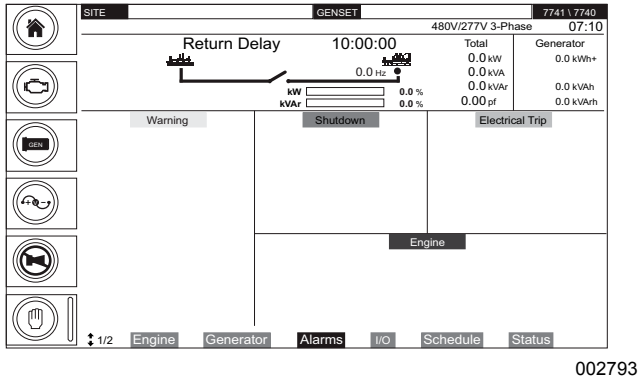 SITE GENSET 7741 \ 7740
480V/277V 3-Phase 07:10
Return Delay 10:00:00 Total Generator
0.0 kW 0.0 kWh+
0.0 Hz 0.0 kVA
kW 0.0 % 0.0 kVAr 0.0 kVAh
kVAr 0.0 % 0.00 pf 0.0 kVArh
Warning Shutdown Electrical Trip
GEN
Engine
1/2 Engine Generator Alarms I/O Schedule Status
002793